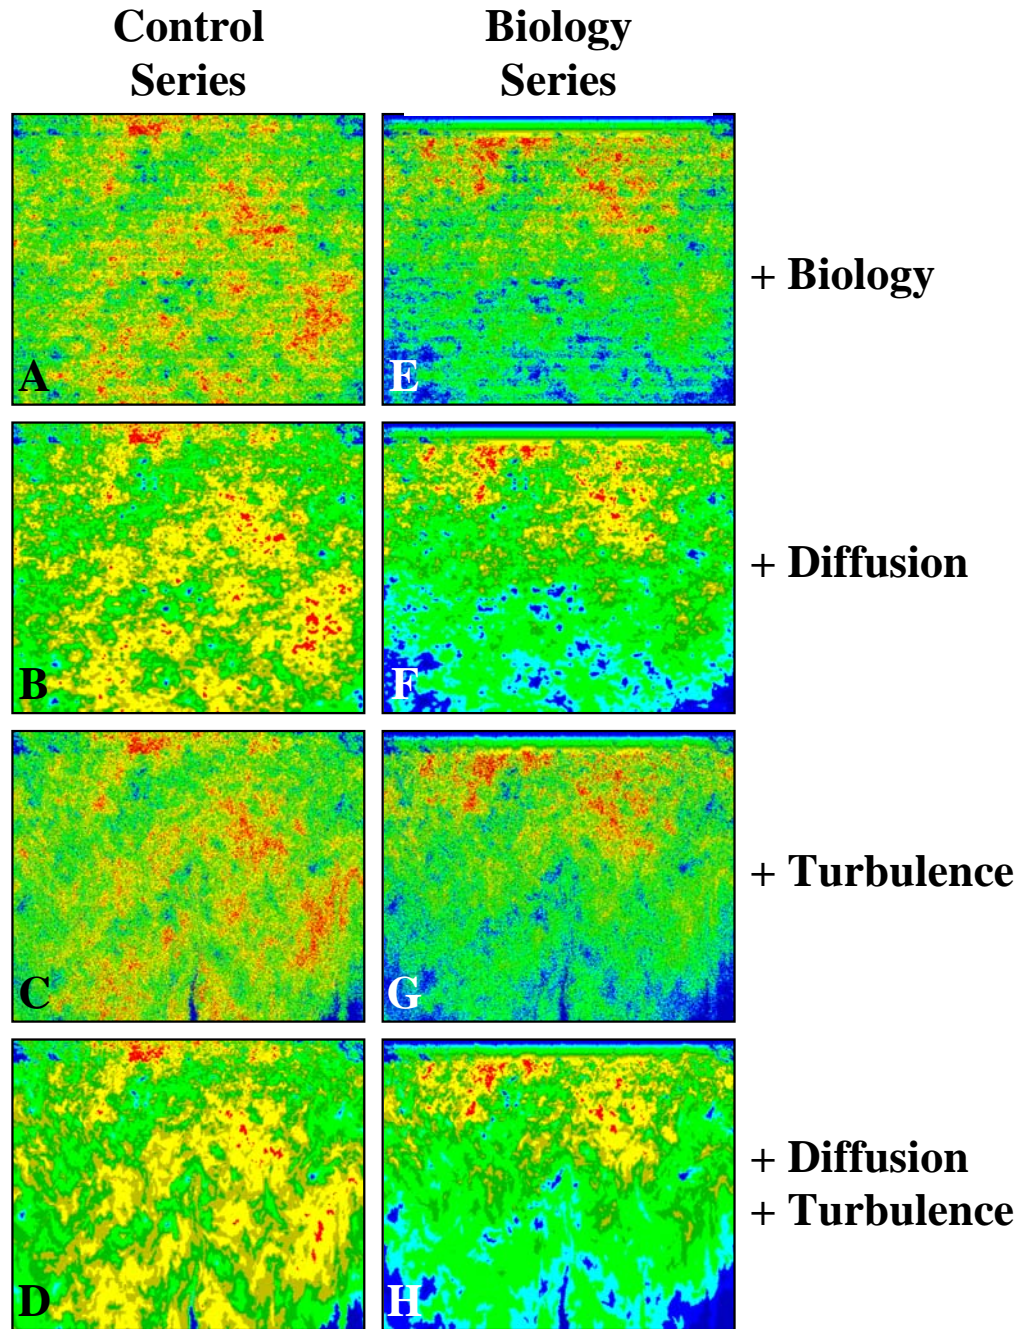 Control Biology
Series Series
A
E
+ Biology
B
F
+ Diffusion
C
G
+ Turbulence
D
H
+ Diffusion
+ Turbulence